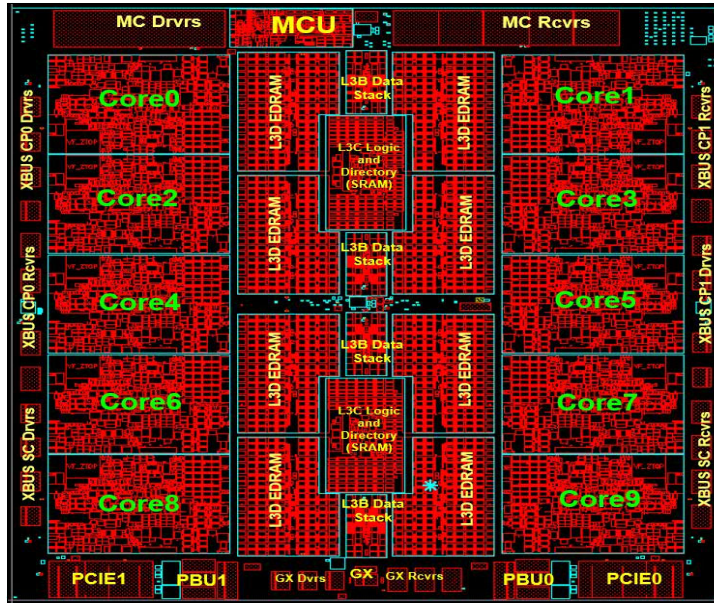 MC Drvrs
MCU
MC Rcvrs
Core0
L3D EDRAM
L3B Data
Stack
L3D EDRAM
Core1
XBUS CP0 Drvrs
XBUS CP1 Rcvrs
L3C Logic
and
Directory
(SRAM)
Core2
L3D EDRAM
L3D EDRAM
Core3
L3B Data
Stack
XBUS CP0 Rcvrs
XBUS CP1 Drvrs
Core4
Core5
L3D EDRAM
L3B Data
Stack
L3D EDRAM
Core6
L3C Logic
and
Directory
(SRAM)
Core7
XBUS SC Drvrs
XBUS SC Rcvrs
Core8
L3D EDRAM
L3B Data
Stack
L3D EDRAM
Core9
PCIE1
PBU1
GX Dvrs
GX
GX Rcvrs
PBU0
PCIE0